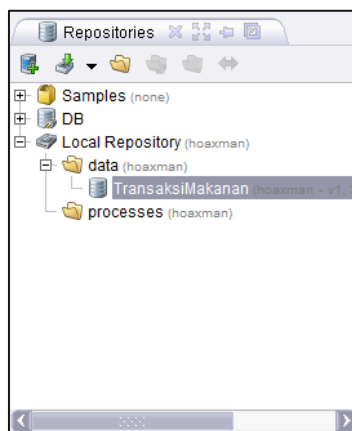 Repositories
Samples (none)
DB
Local Repository (hoaxman)
data (hoaxman)
TransaksiMakanan (hoaxman - v1,
processes (hoaxman)